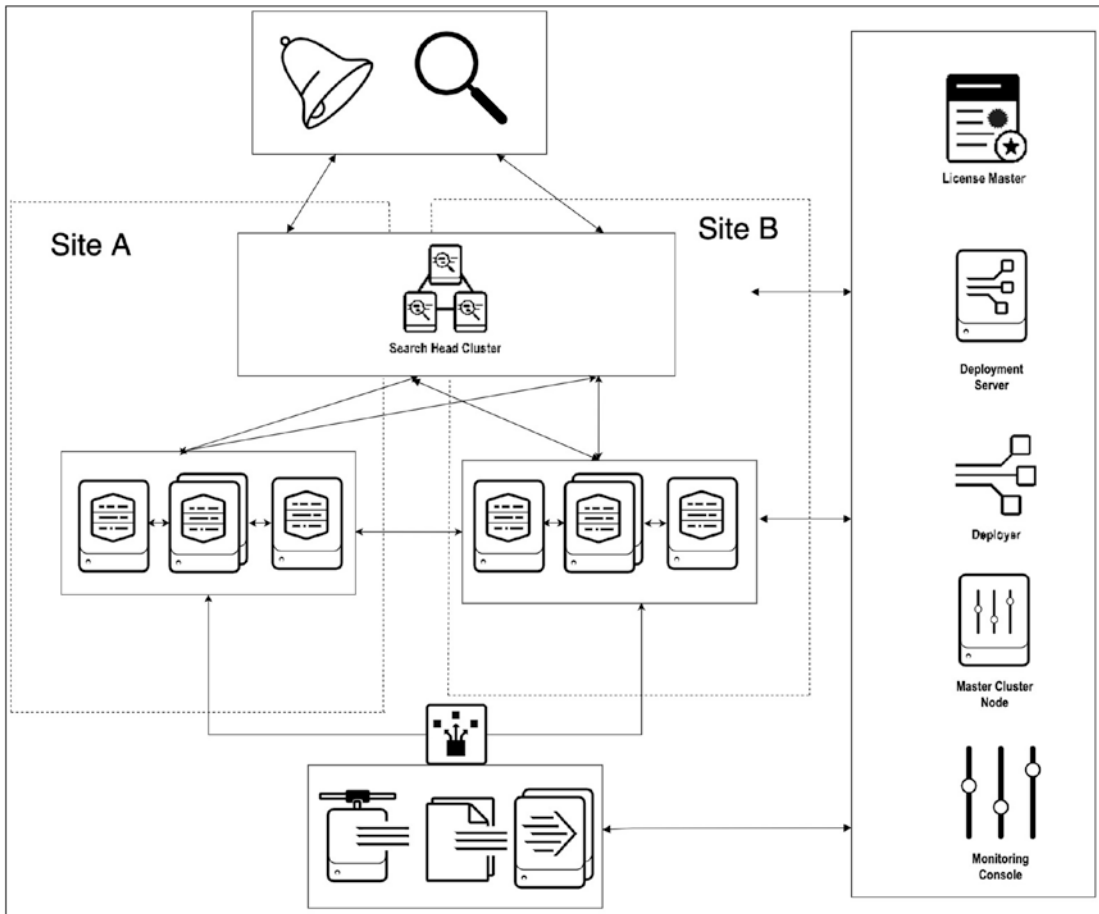 Site A
Site B
Search Head Cluster
License Master
Deployment
Server
Deployer
Master Cluster
Node
Monitoring
Console